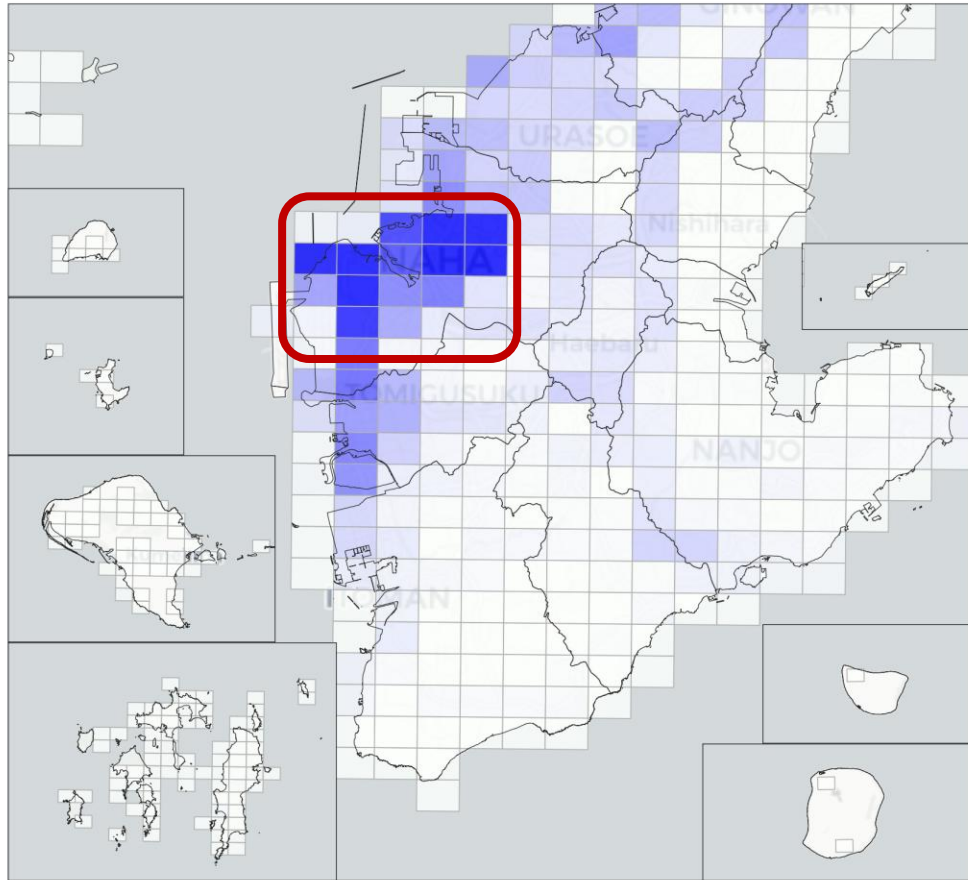 GINOWAN
URASOE
Nishihara
NAHA
Haebaru
TOMIGUSUKU
NANJO
ITOMAN